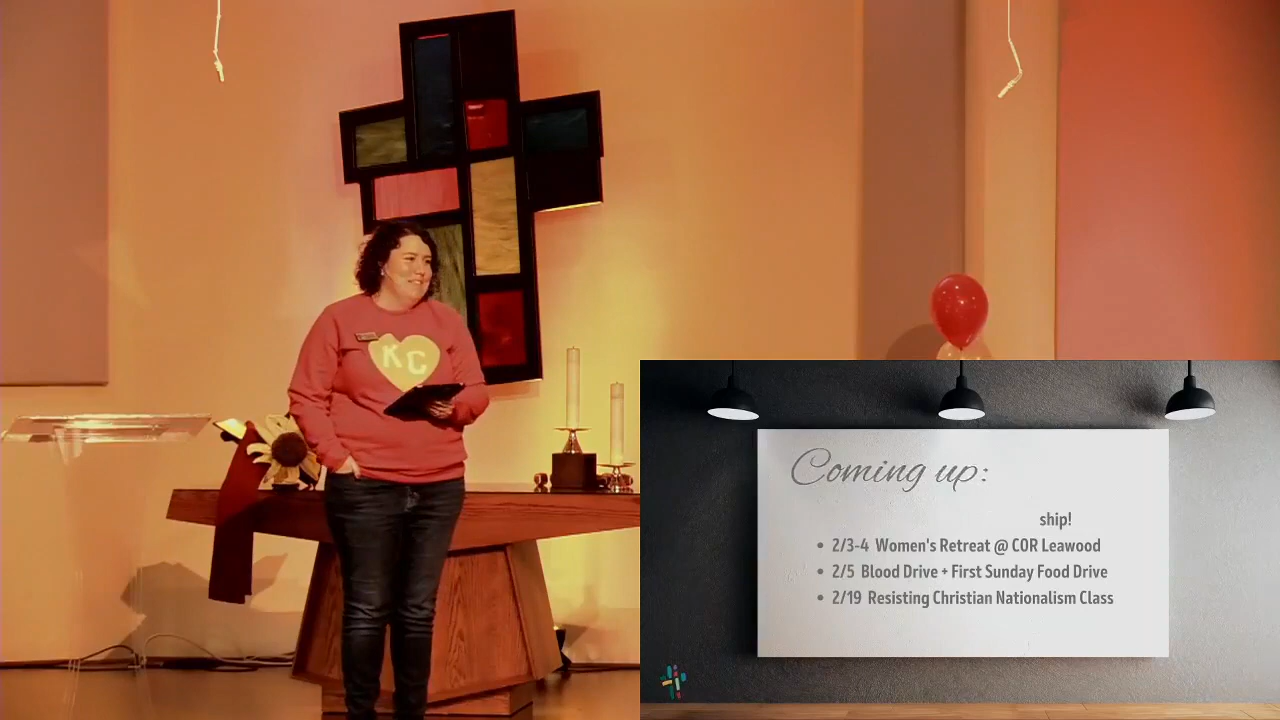 KC
Coming up:
ship!
• 2/3-4 Women's Retreat @ COR Leawood
• 2/5 Blood Drive + First Sunday Food Drive
• 2/19 Resisting Christian Nationalism Class